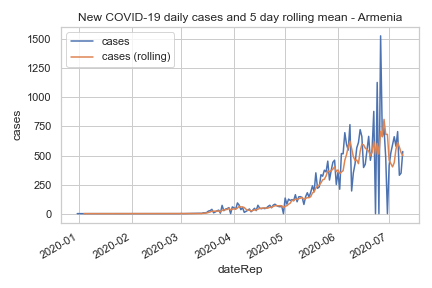 New COVID-19 daily cases and 5 day rolling mean - Armenia
cases
cases (rolling)
1500
1250
1000
750
500
250
0
cases
2020-01
2020-02
2020-03
2020-04
2020-05
2020-06
2020-07
dateRep